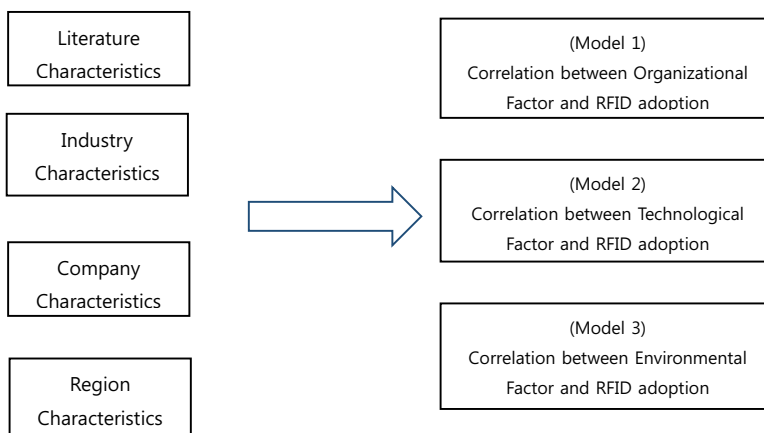 Literature
Characteristics
Industry
Characteristics
Company
Characteristics
Region
Characteristics
(Model 1)
Correlation between Organizational
Factor and RFID adoption
(Model 2)
Correlation between Technological
Factor and RFID adoption
(Model 3)
Correlation between Environmental
Factor and RFID adoption